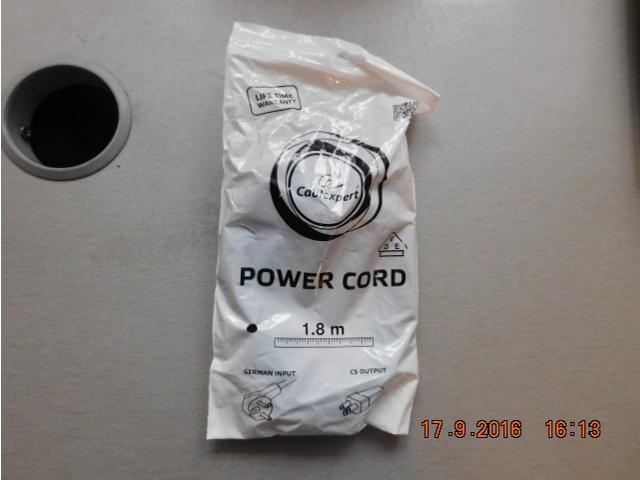 LIFE TIME
WARRANTY
Cablexpert
D V E
POWER CORD
1.8 m
GERMAN INPUT
C5 OUTPUT
17.9.2016 16:13